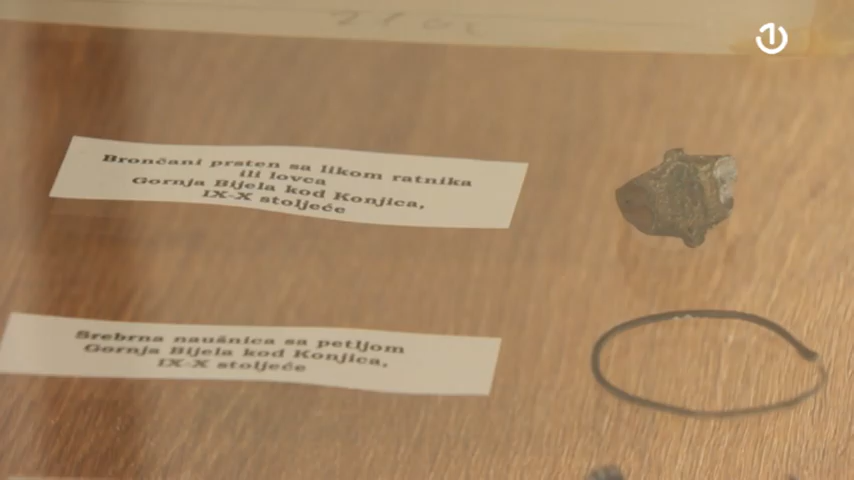 Brončani prsten sa likom ratnika
ili lovca
Gornja Bijela kod Konjica,
IX-X stoljeće
Srebrna naušnica sa petljom
Gornja Bijela kod Konjica,
IX-X stoljeće
1